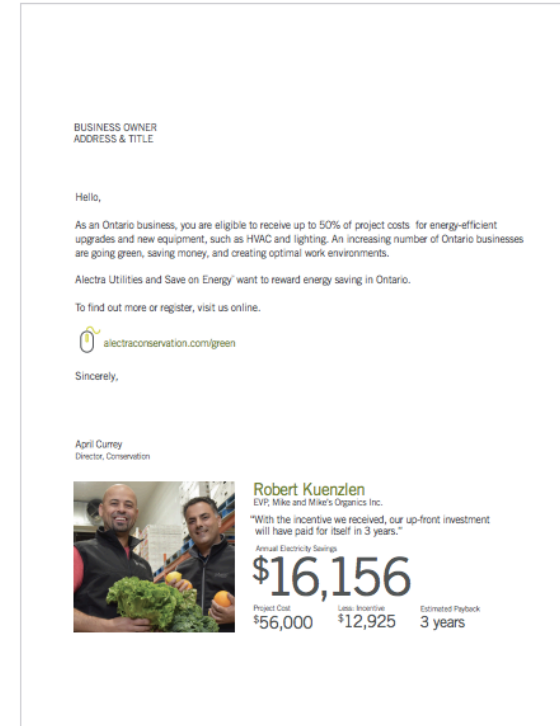 BUSINESS OWNER
ADDRESS & TITLE
Hello,
As an Ontario business, you are eligible to receive up to 50% of project costs for energy-efficient
upgrades and new equipment, such as HVAC and lighting. An increasing number of Ontario businesses
are going green, saving money, and creating optimal work environments.
Alectra Utilities and Save on Energy™ want to reward energy saving in Ontario.
To find out more or register, visit us online.
alectraconservation.com/green
Sincerely,
April Currey
Director, Conservation
Robert Kuenzlen
EVP, Mike and Mike's Organics Inc.
“With the incentive we received, our up-front investment
will have paid for itself in 3 years.”
Annual Electricity Savings
$16,156
Project Cost Less: Incentive Estimated Payback
$56,000 $12,925 3 years